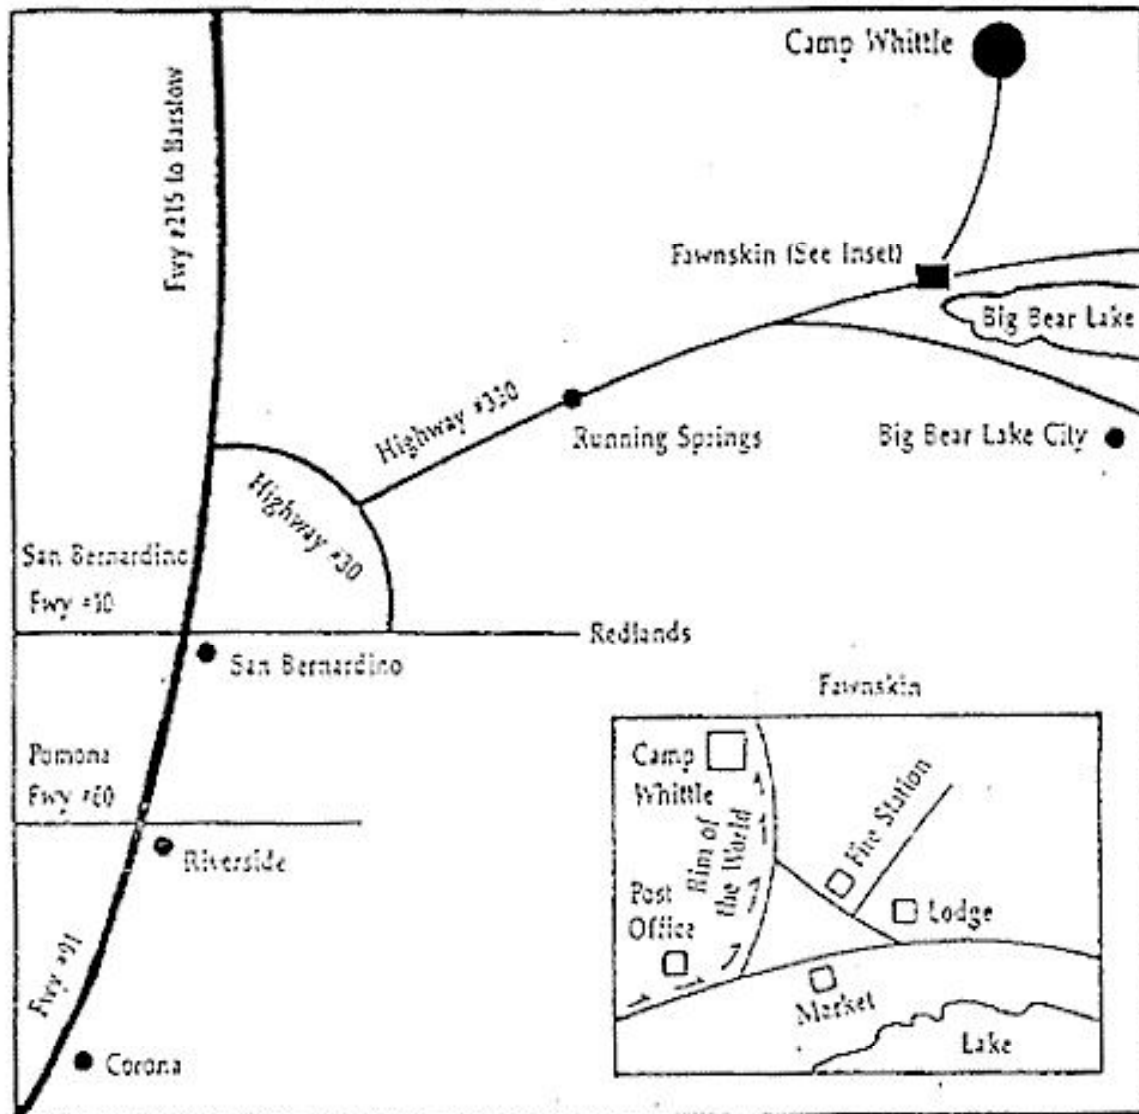 Camp Whittle
Fwy #215 to Barstow
Fawnskin (See Inset)
Big Bear Lake
Highway #330
Running Springs
Big Bear Lake City
Highway #30
San Bernardino
Fwy #10
Redlands
San Bernardino
Fawnskin
Pomona
Fwy #60
Riverside
Fwy #91
Corona
Camp
Whittle
Rim of
the World
Fire Station
Post
Office
Lodge
Market
Lake